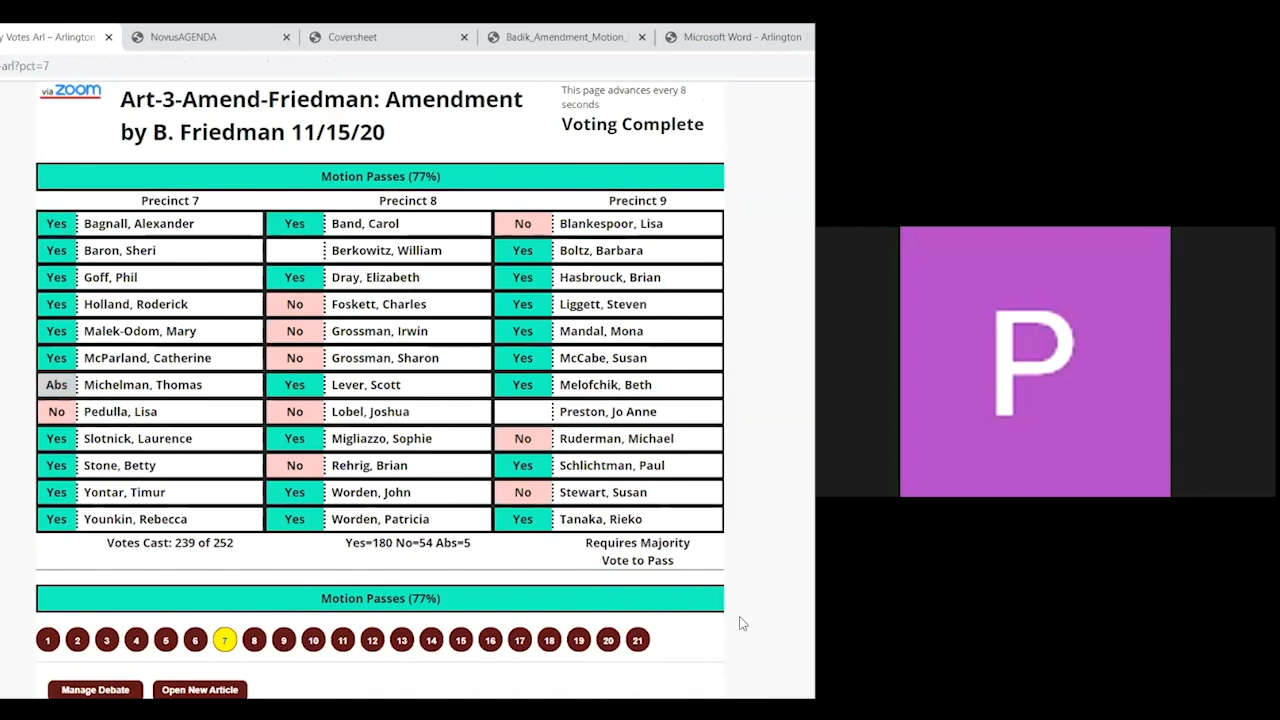 y Votes Arl – Arlington NovusAGENDA Coversheet Badik_Amendment_Motion_ Microsoft Word - Arlington
-arl?pct=7
via zoom
Art-3-Amend-Friedman: Amendment
by B. Friedman 11/15/20
This page advances every 8
seconds
Voting Complete
Motion Passes (77%)
Precinct 7 Precinct 8 Precinct 9
Yes Bagnall, Alexander Yes Band, Carol No Blankespoor, Lisa
Yes Baron, Sheri Berkowitz, William Yes Boltz, Barbara
Yes Goff, Phil Yes Dray, Elizabeth Yes Hasbrouck, Brian
Yes Holland, Roderick No Foskett, Charles Yes Liggett, Steven
Yes Malek-Odom, Mary No Grossman, Irwin Yes Mandal, Mona
Yes McParland, Catherine No Grossman, Sharon Yes McCabe, Susan
Abs Michelman, Thomas Yes Lever, Scott Yes Melofchik, Beth
No Pedulla, Lisa No Lobel, Joshua Preston, Jo Anne
Yes Slotnick, Laurence Yes Migliazzo, Sophie No Ruderman, Michael
Yes Stone, Betty No Rehrig, Brian Yes Schlichtman, Paul
Yes Yontar, Timur Yes Worden, John No Stewart, Susan
Yes Younkin, Rebecca Yes Worden, Patricia Yes Tanaka, Rieko
Votes Cast: 239 of 252 Yes=180 No=54 Abs=5 Requires Majority
Vote to Pass
Motion Passes (77%)
1 2 3 4 5 6 7 8 9 10 11 12 13 14 15 16 17 18 19 20 21
Manage Debate Open New Article
P